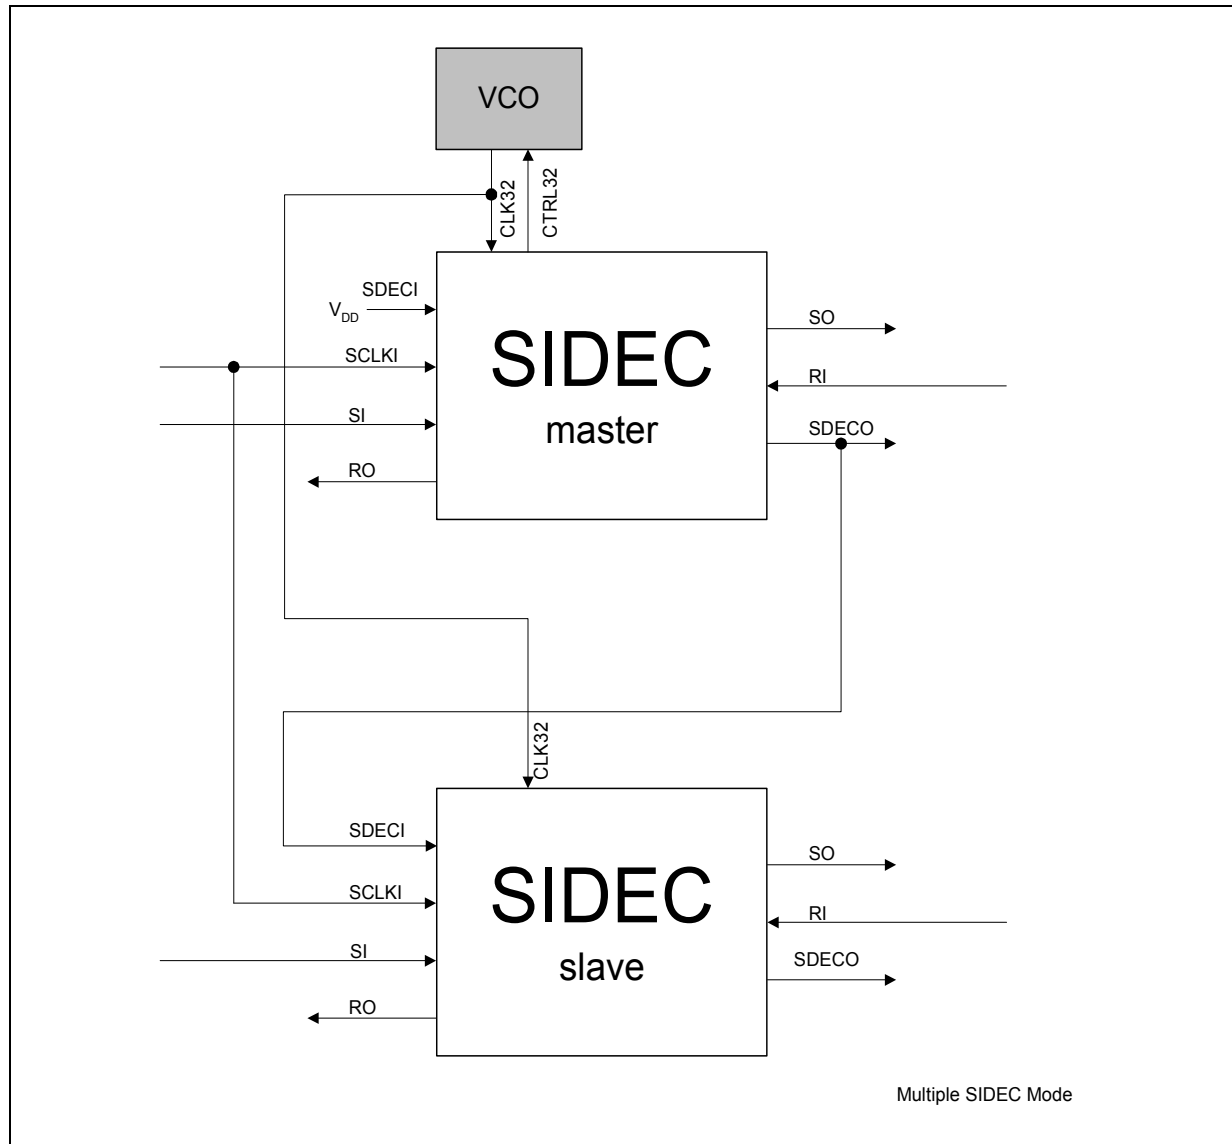 VCO
CLK32
CTRL32
SDECI
VDD
SCLKI
SI
RO
SIDEC
master
SO
RI
SDECO
CLK32
SDECI
SCLKI
SI
RO
SIDEC
slave
SO
RI
SDECO
Multiple SIDEC Mode